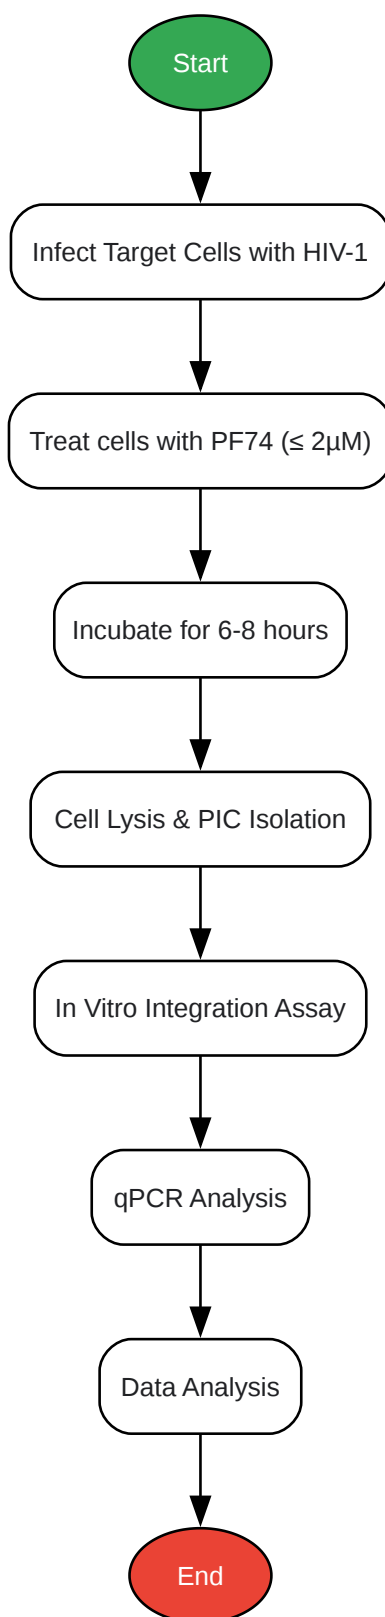 Start
Infect Target Cells with HIV-1
Treat cells with PF74 (≤ 2µM)
Incubate for 6-8 hours
Cell Lysis & PIC Isolation
In Vitro Integration Assay
qPCR Analysis
Data Analysis
End